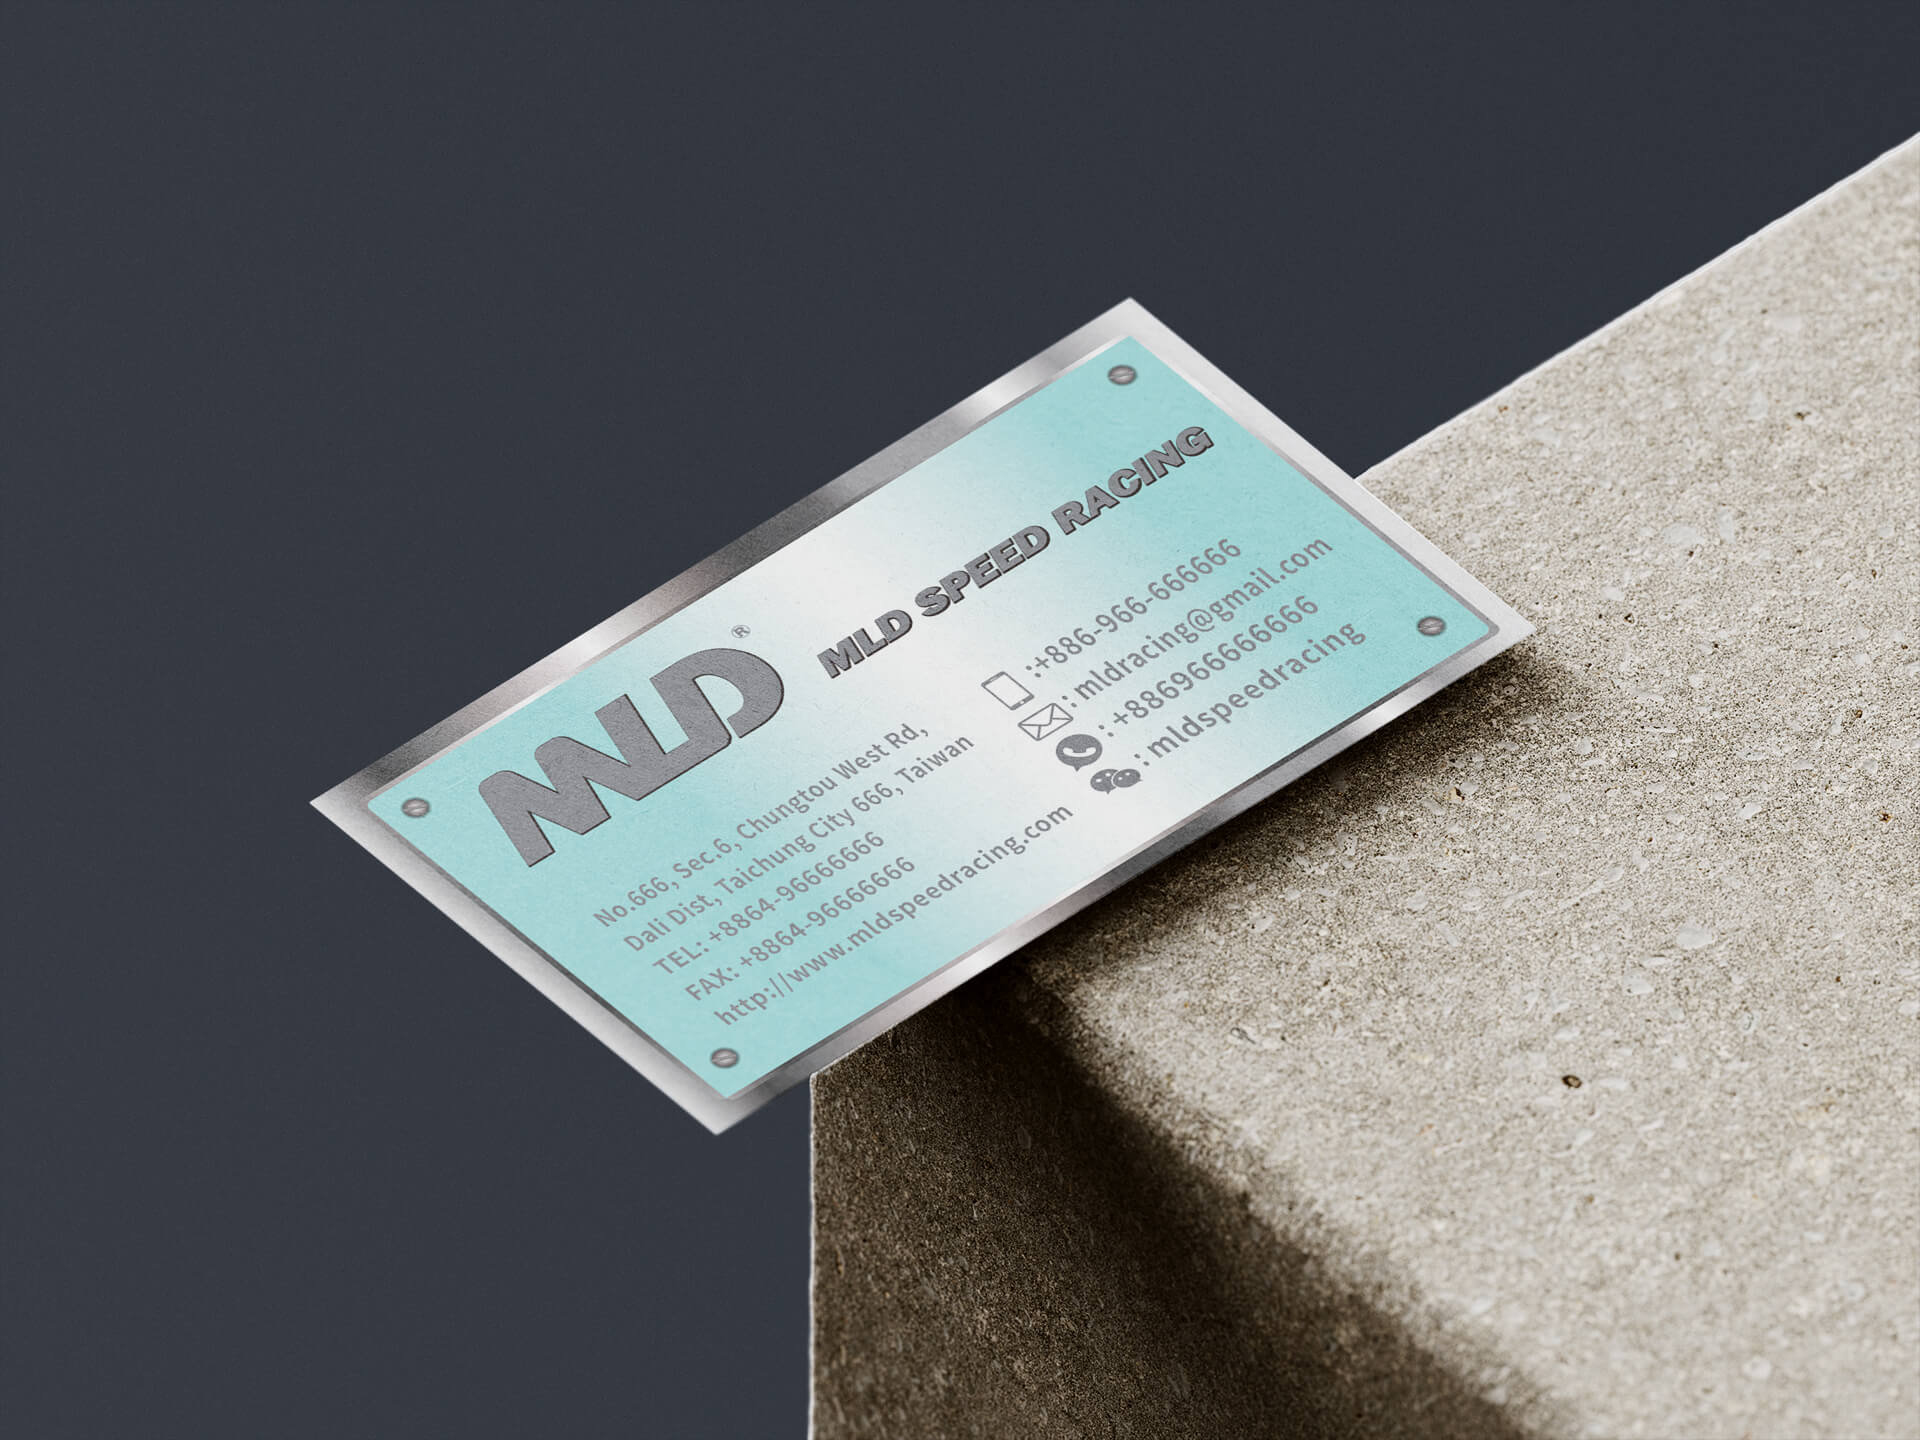 MLD®
MLD SPEED RACING
No.666, Sec.6, Chungtou West Rd,
Dali Dist, Taichung City 666, Taiwan
TEL: +8864-96666666
FAX: +8864-96666666
http://www.mldspeedracing.com
:+886-966-666666
: mldracing@gmail.com
: +886966666666
: mldspeedracing